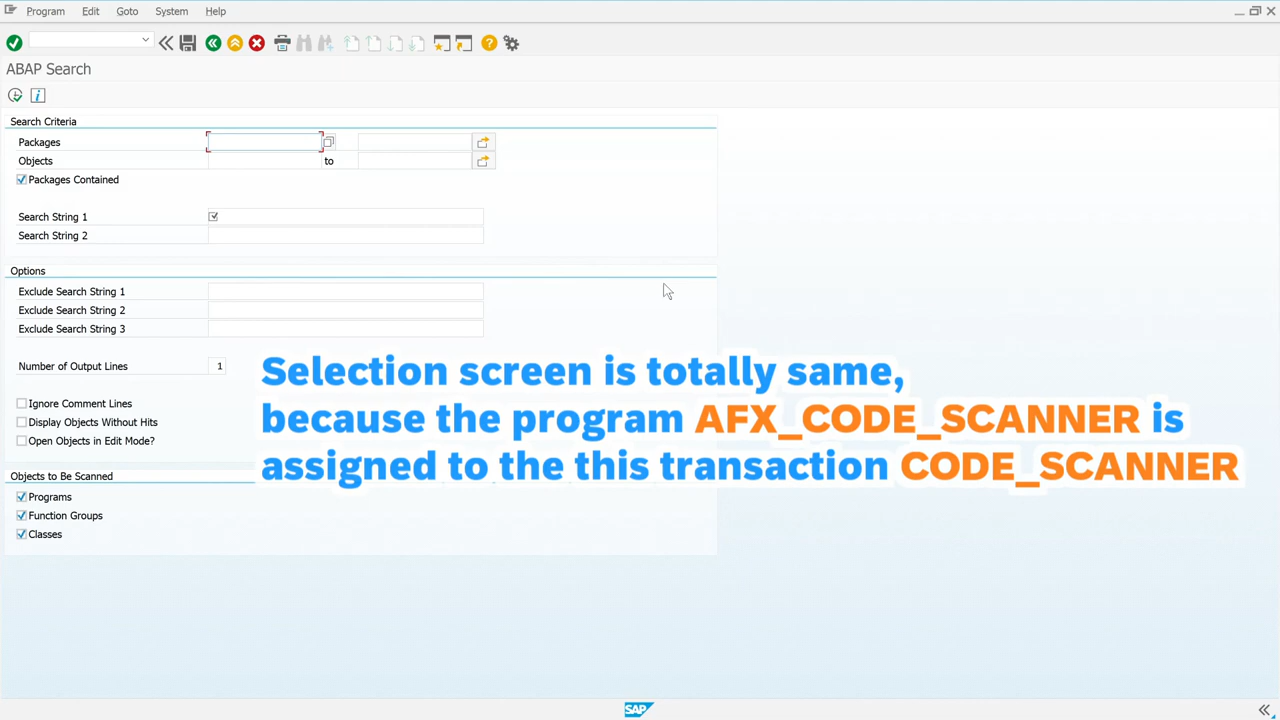 Program Edit Goto System Help
ABAP Search
Search Criteria
Packages
Objects to
Packages Contained
Search String 1
Search String 2
Options
Exclude Search String 1
Exclude Search String 2
Exclude Search String 3
Number of Output Lines 1
Selection screen is totally same,
because the program AFX_CODE_SCANNER is
assigned to the this transaction CODE_SCANNER
Ignore Comment Lines
Display Objects Without Hits
Open Objects in Edit Mode?
Objects to Be Scanned
Programs
Function Groups
Classes
SAP